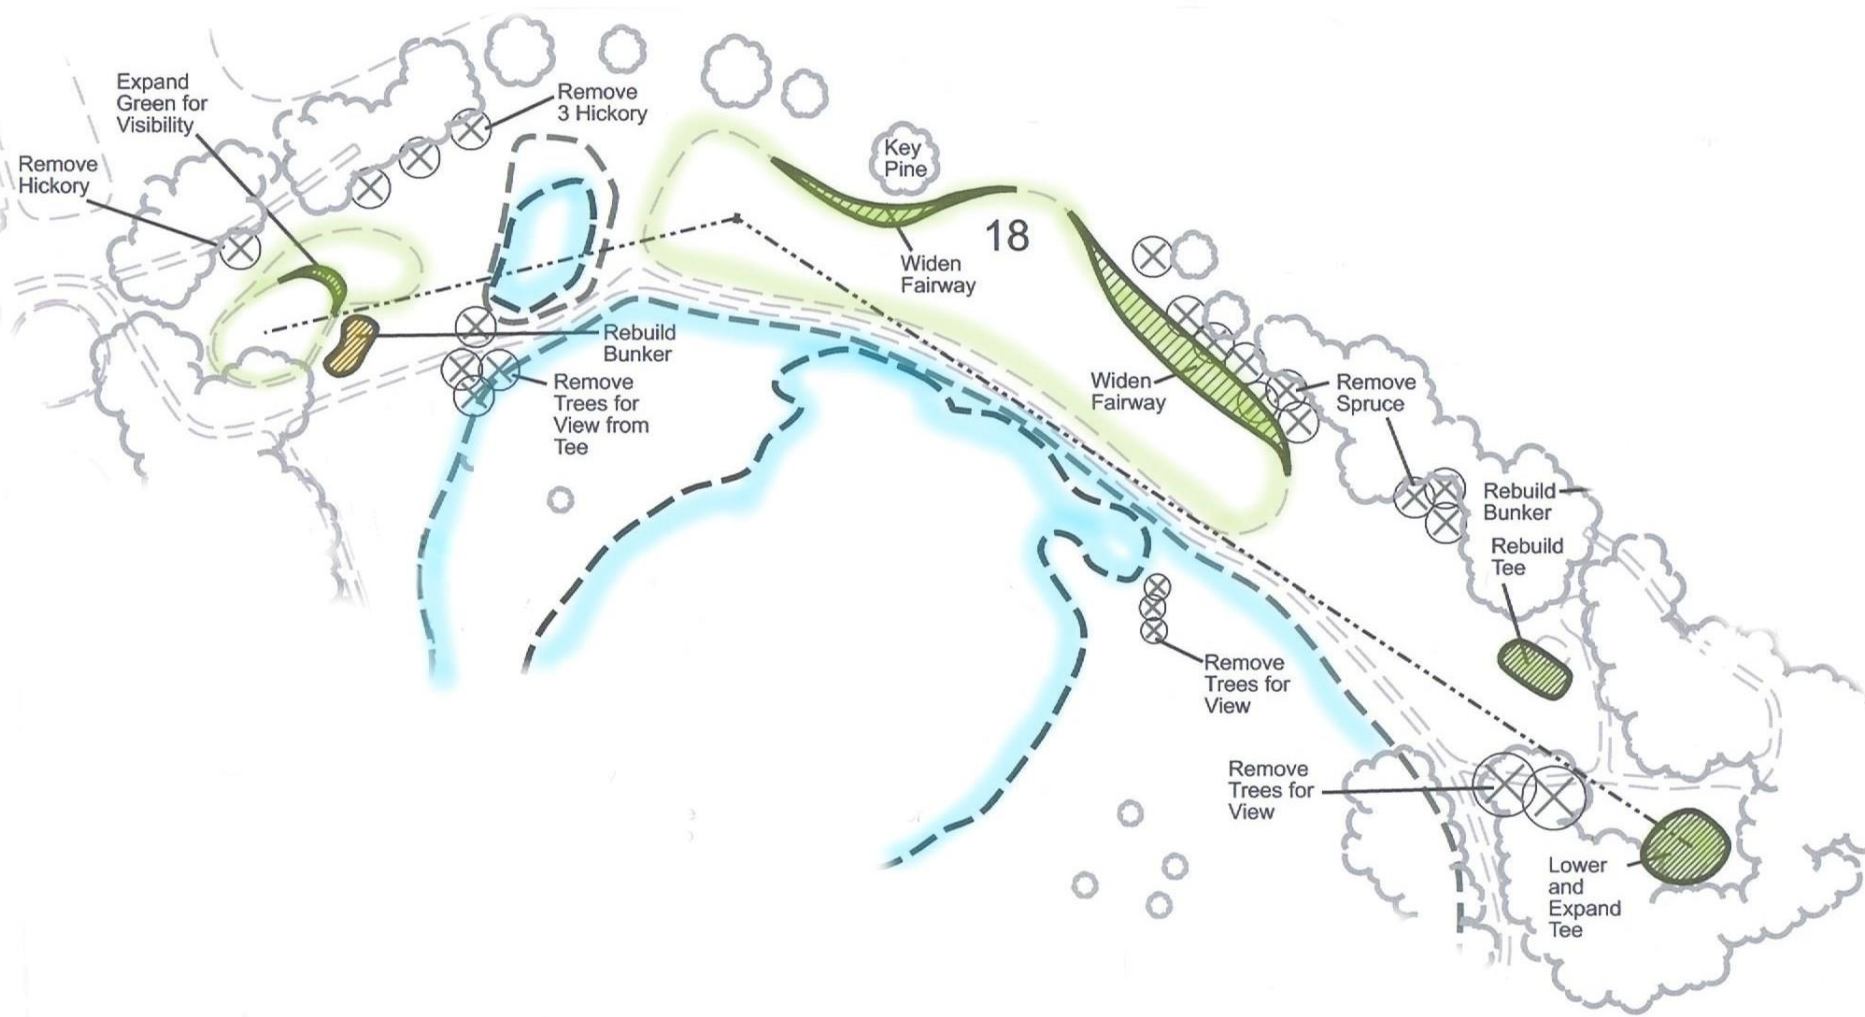 Expand
Green for
Visibility
Remove
Hickory
Remove
3 Hickory
Key
Pine
18
Widen
Fairway
Rebuild
Bunker
Remove
Trees for
View from
Tee
Widen
Fairway
Remove
Spruce
Rebuild
Bunker
Rebuild
Tee
Remove
Trees for
View
Remove
Trees for
View
Lower
and
Expand
Tee